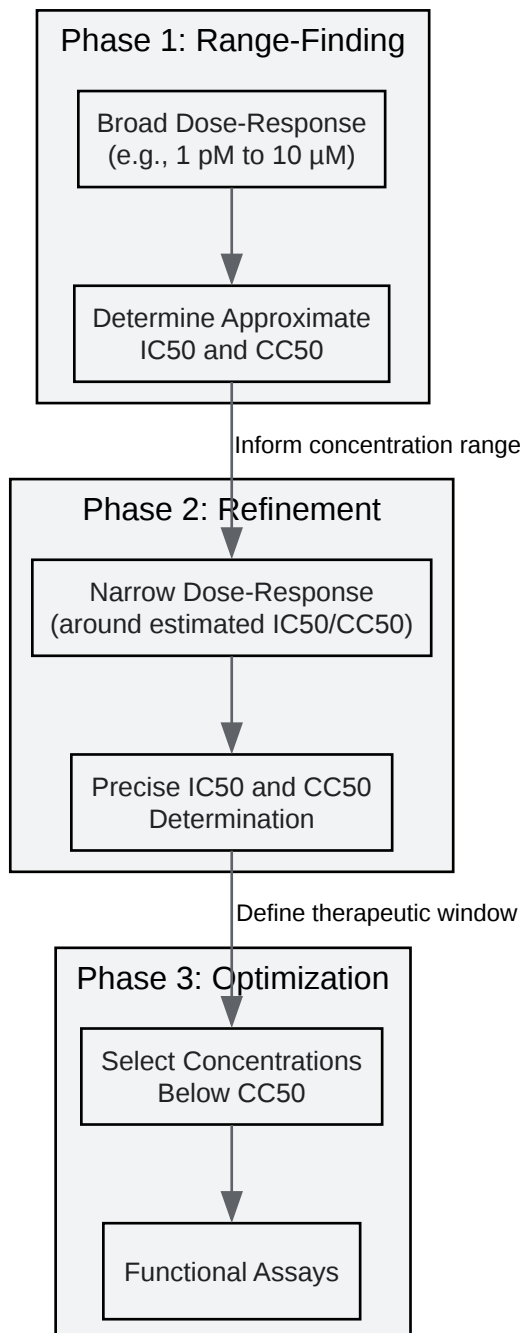 Phase 1: Range-Finding
Broad Dose-Response
(e.g., 1 pM to 10 µM)
Determine Approximate
IC50 and CC50
Inform concentration range
Phase 2: Refinement
Narrow Dose-Response
(around estimated IC50/CC50)
Precise IC50 and CC50
Determination
Define therapeutic window
Phase 3: Optimization
Select Concentrations
Below CC50
Functional Assays